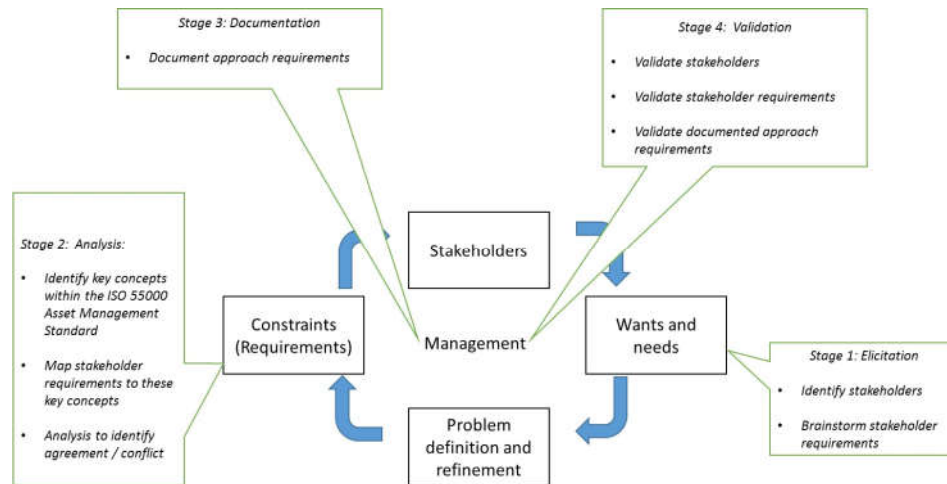 Stage 3: Documentation
• Document approach requirements
Stage 4: Validation
• Validate stakeholders
• Validate stakeholder requirements
• Validate documented approach
requirements
Stage 2: Analysis:
• Identify key concepts
within the ISO 55000
Asset Management
Standard
• Map stakeholder
requirements to these
key concepts
• Analysis to identify
agreement / conflict
Stakeholders
Constraints
(Requirements)
Management
Wants and
needs
Problem
definition and
refinement
Stage 1: Elicitation
• Identify stakeholders
• Brainstorm stakeholder
requirements